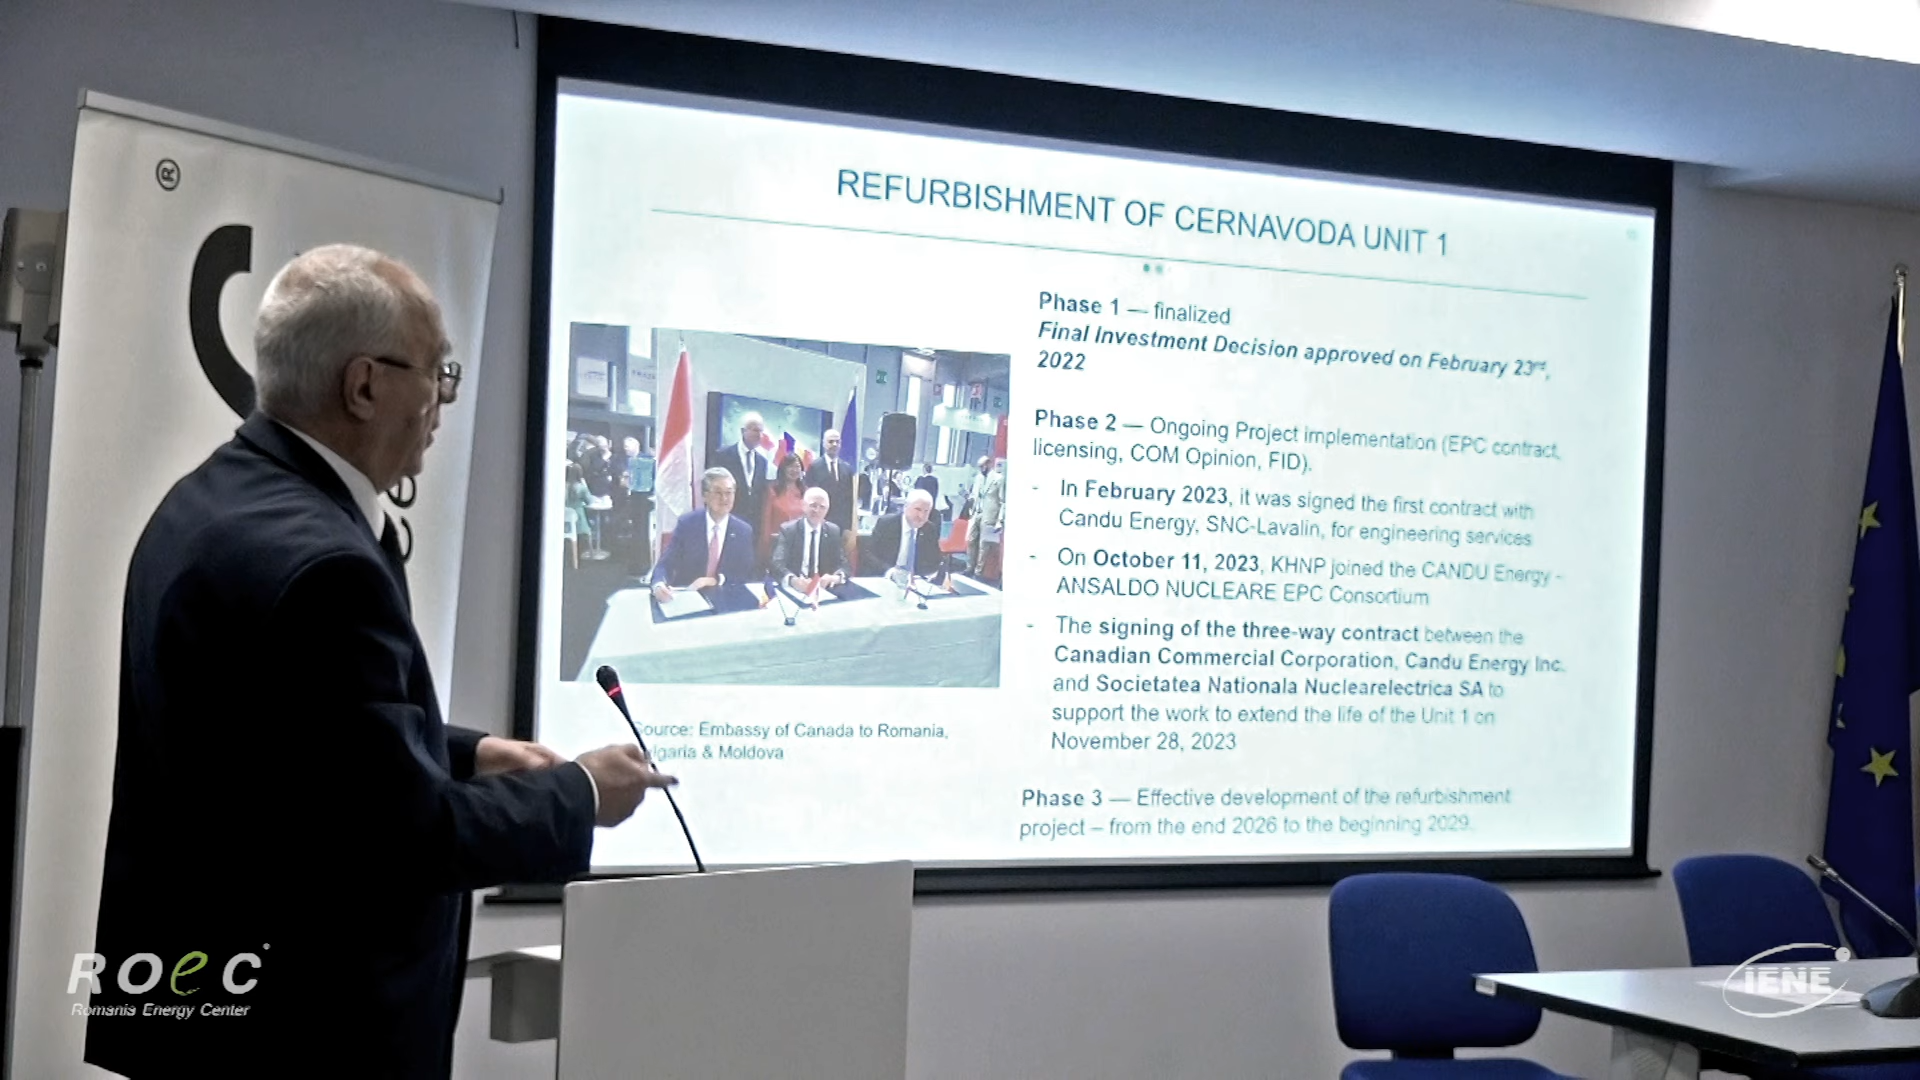 REFURBISHMENT OF CERNAVODA UNIT 1
Phase 1 — finalized
Final Investment Decision approved on February 23rd,
2022
Phase 2 — Ongoing Project implementation (EPC contract,
licensing, COM Opinion, FID).
- In February 2023, it was signed the first contract with
Candu Energy, SNC-Lavalin, for engineering services
- On October 11, 2023, KHNP joined the CANDU Energy -
ANSALDO NUCLEARE EPC Consortium
- The signing of the three-way contract between the
Canadian Commercial Corporation, Candu Energy Inc.
and Societatea Nationala Nuclearelectrica SA to
support the work to extend the life of the Unit 1 on
November 28, 2023
Phase 3 — Effective development of the refurbishment
project – from the end 2026 to the beginning 2029.
Source: Embassy of Canada to Romania,
& Moldova
®
ROeC
Romania Energy Center
IENE